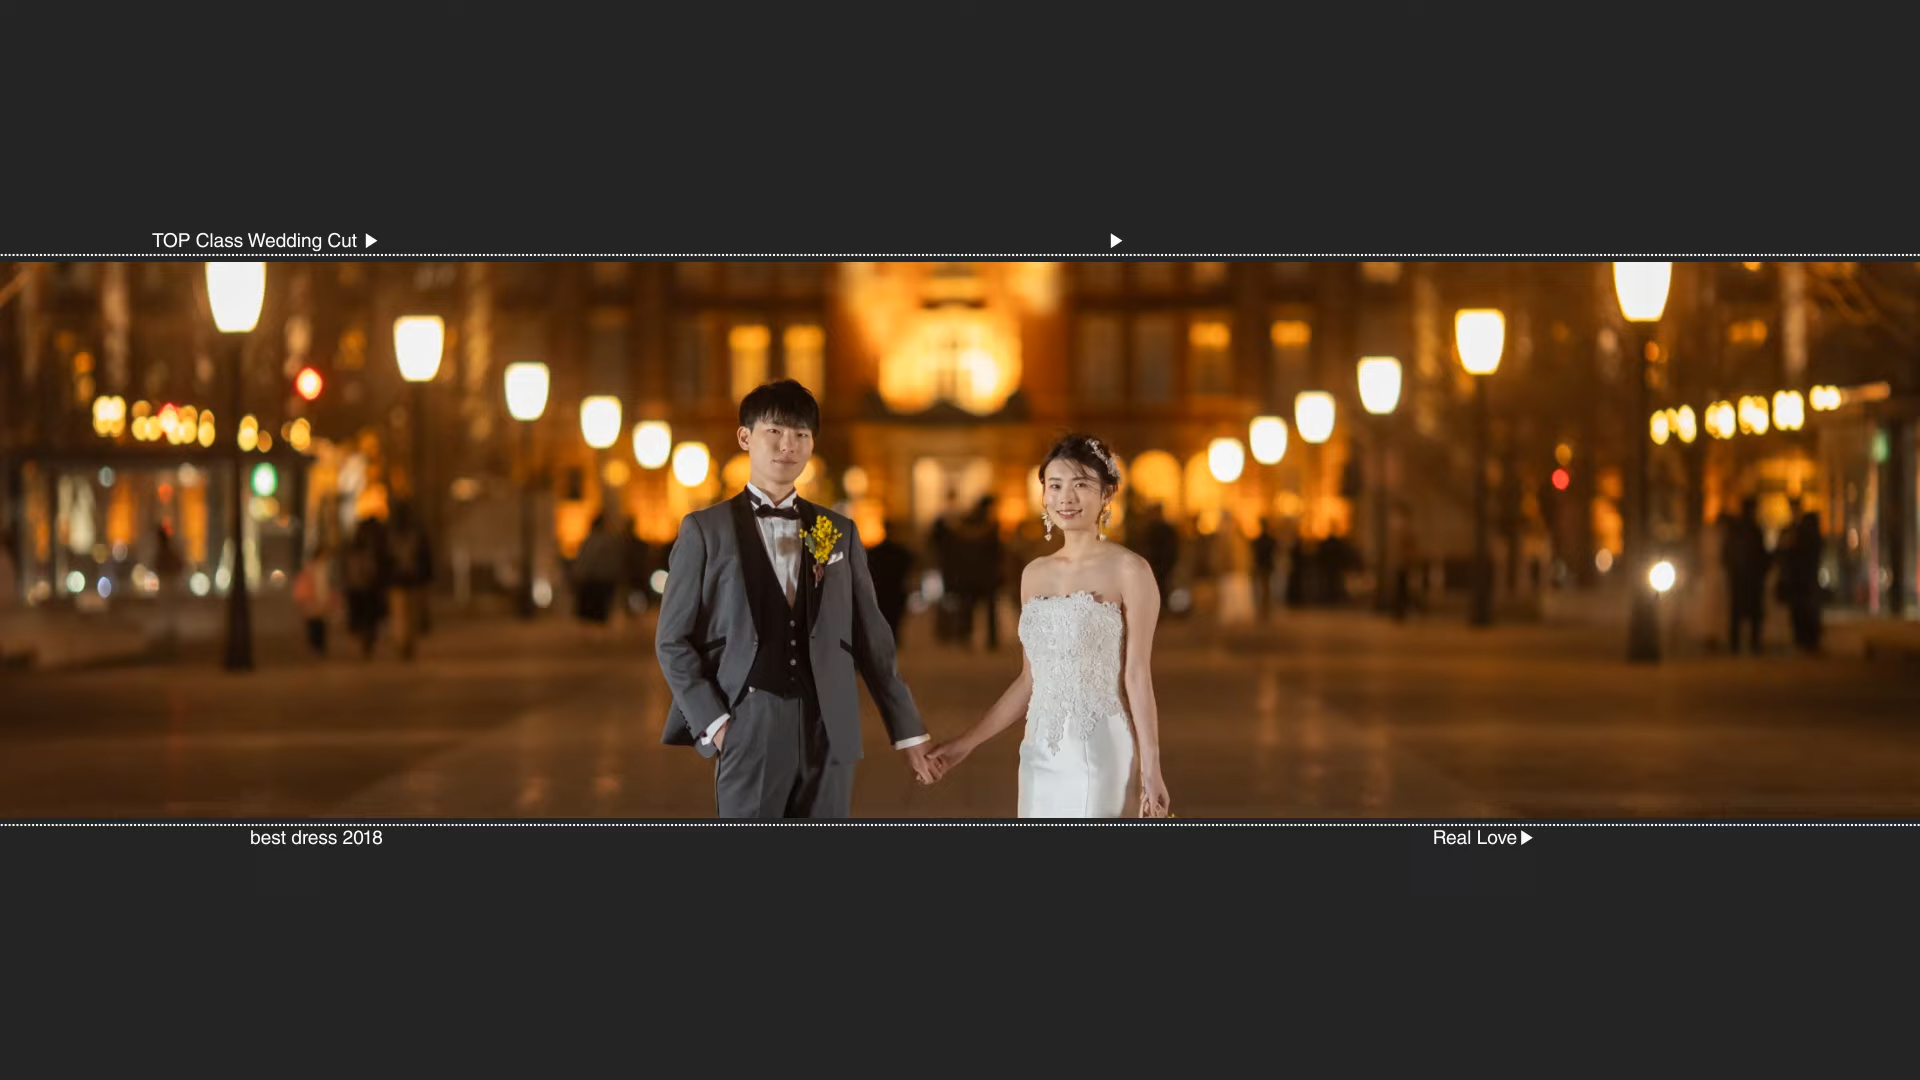 TOP Class Wedding Cut ▶
▶
best dress 2018
Real Love▶